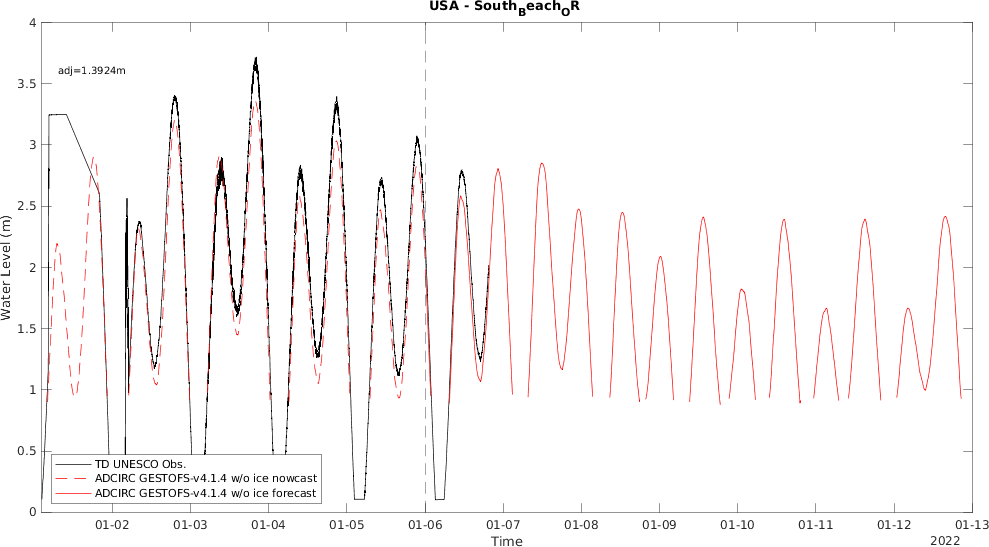 USA - South_Beach_OR
4
3.5
3
2.5
2
1.5
1
0.5
0
Water Level (m)
adj=1.3924m
TD UNESCO Obs.
ADCIRC GESTOFS-v4.1.4 w/o ice nowcast
ADCIRC GESTOFS-v4.1.4 w/o ice forecast
01-02 01-03 01-04 01-05 01-06 01-07 01-08 01-09 01-10 01-11 01-12 01-13
Time
2022